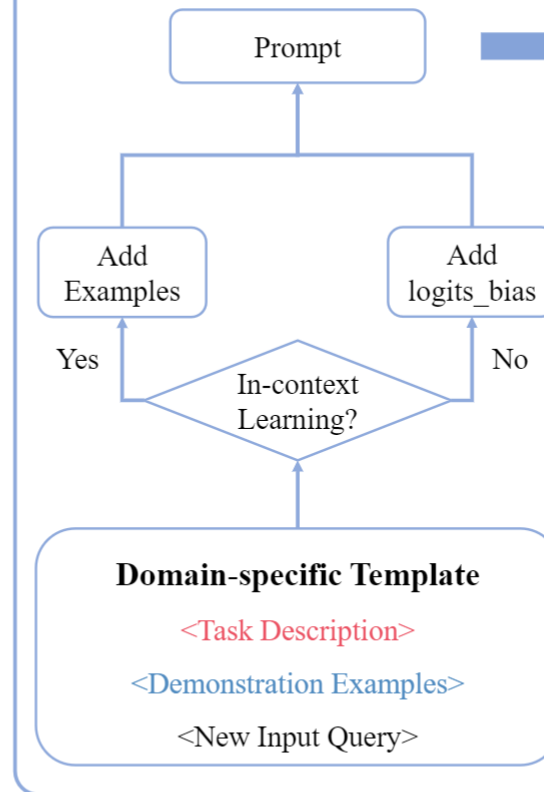 Prompt
Add
Examples
Add
logits_bias
Yes
No
In-context
Learning?
Domain-specific Template
<Task Description>
<Demonstration Examples>
<New Input Query>